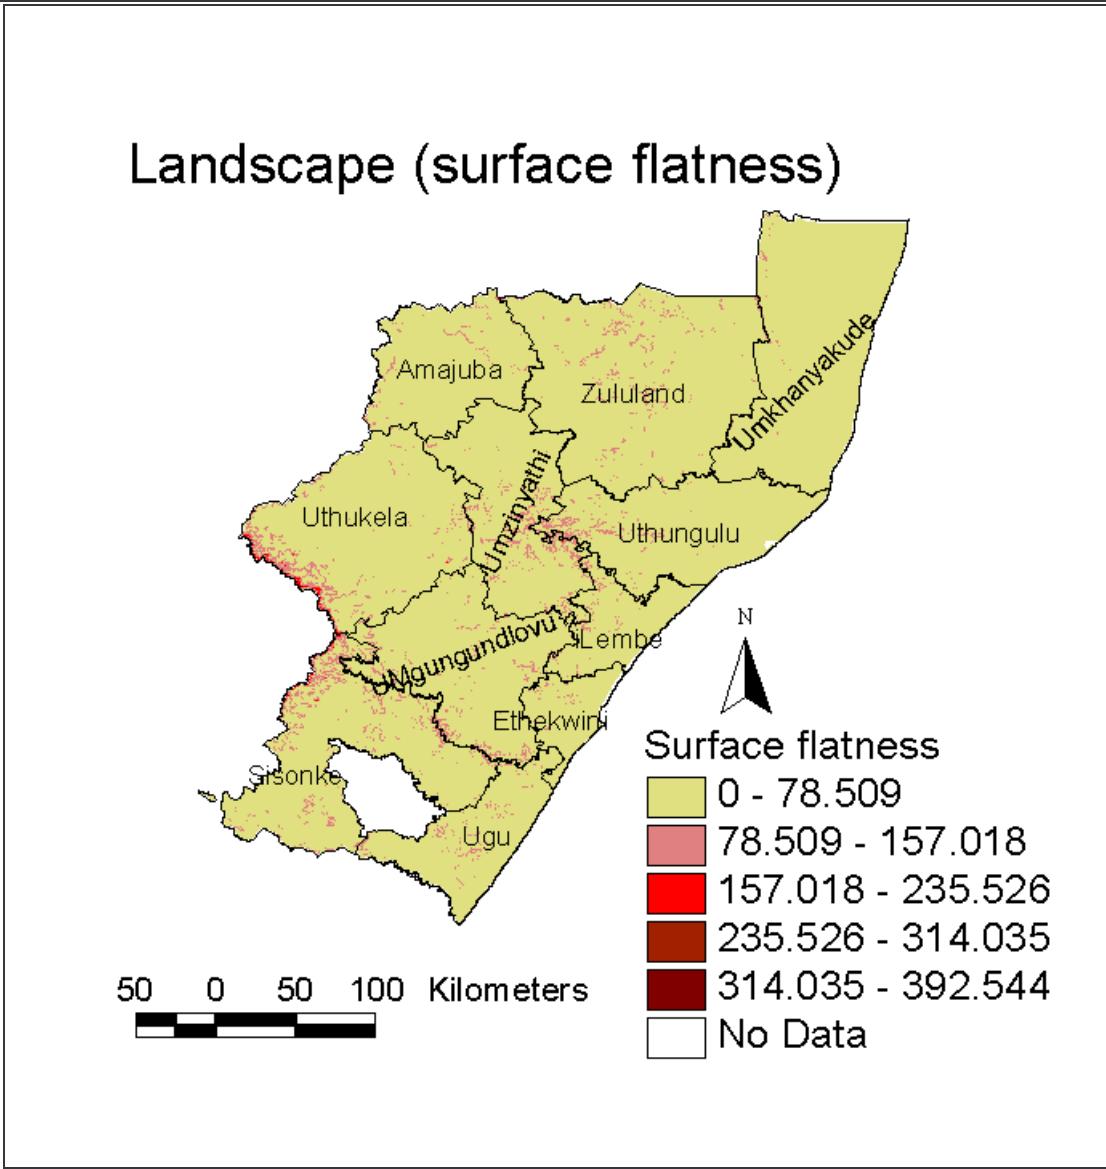 Landscape (surface flatness)
Amajuba
Zululand
Umkhanyakude
Uthukela
Umzinyathi
Uthungulu
UMgungundlovu
Lembe
N
Ethekwini
Sisonke
Ugu
Surface flatness
0 - 78.509
78.509 - 157.018
157.018 - 235.526
235.526 - 314.035
314.035 - 392.544
No Data
50 0 50 100 Kilometers